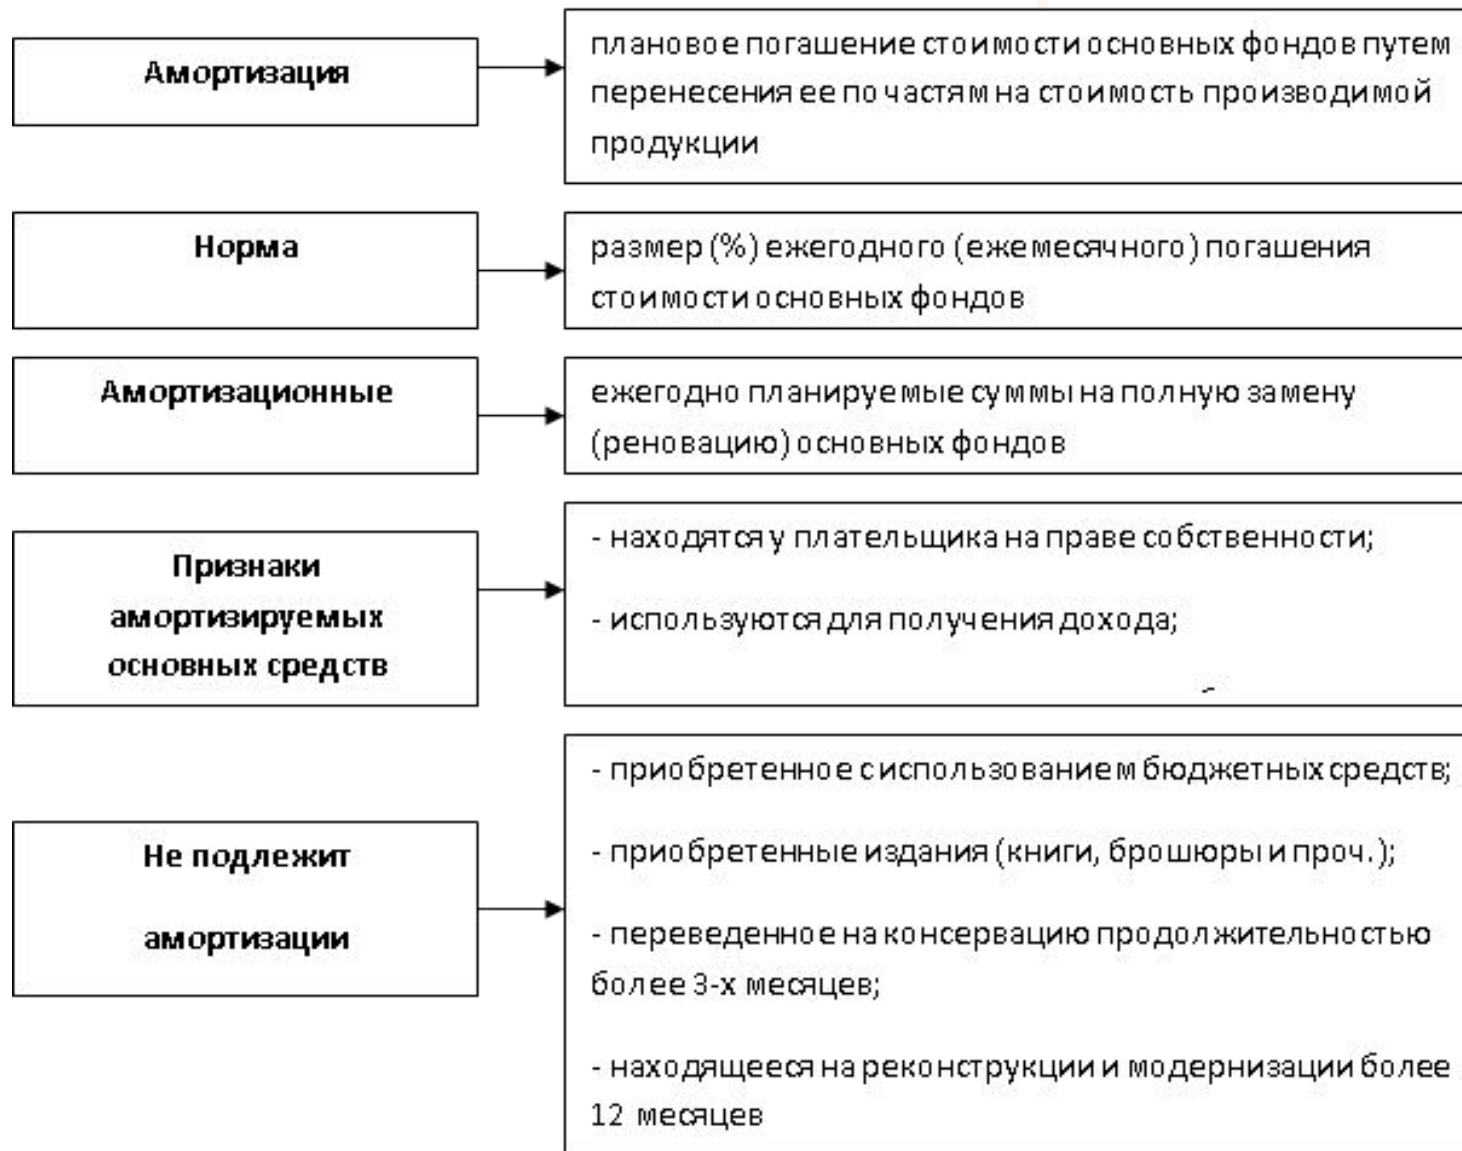 Амортизация
плановое погашение стоимости основных фондов путем
перенесения ее по частям на стоимость производимой
продукции
Норма
размер (%) ежегодного (ежемесячного) погашения
стоимости основных фондов
Амортизационные
ежегодно планируемые суммы на полную замену
(реновацию) основных фондов
Признаки
амортизируемых
основных средств
- находятся у плательщика на праве собственности;
- используются для получения дохода;
Не подлежит
амортизации
- приобретенное с использованием бюджетных средств;
- приобретенные издания (книги, брошюры и проч.);
- переведенное на консервацию продолжительностью
более 3-х месяцев;
- находящееся на реконструкции и модернизации более
12 месяцев